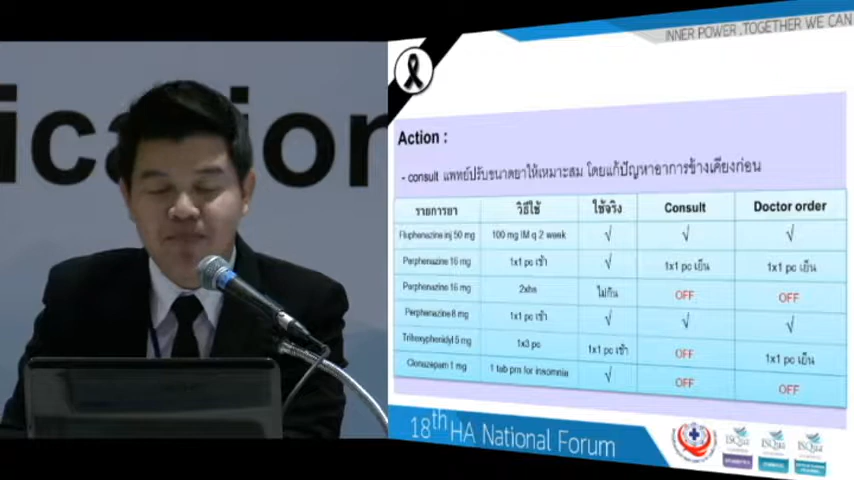 ication
INNER POWER ,TOGETHER WE CAN
Action :
- consult แพทย์ปรับขนาดยาให้เหมาะสม โดยแก้ปัญหาอาการข้างเคียงก่อน
รายการยา วิธีใช้ ใช้จริง Consult Doctor order
Fluphenazine inj 50 mg 100 mg IM q 2 week √ √ √
Perphenazine 16 mg 1x1 pc เช้า √ 1x1 pc เย็น 1x1 pc เย็น
Perphenazine 16 mg 2xhs ไม่กิน OFF OFF
Perphenazine 8 mg 1x1 pc เช้า √ √ √
Trihexyphenidyl 5 mg 1x3 pc 1x1 pc เช้า OFF 1x1 pc เย็น
Clonazepam 1 mg 1 tab prn for insomnia √ OFF OFF
18th HA National Forum
ISQua ISQua ISQua